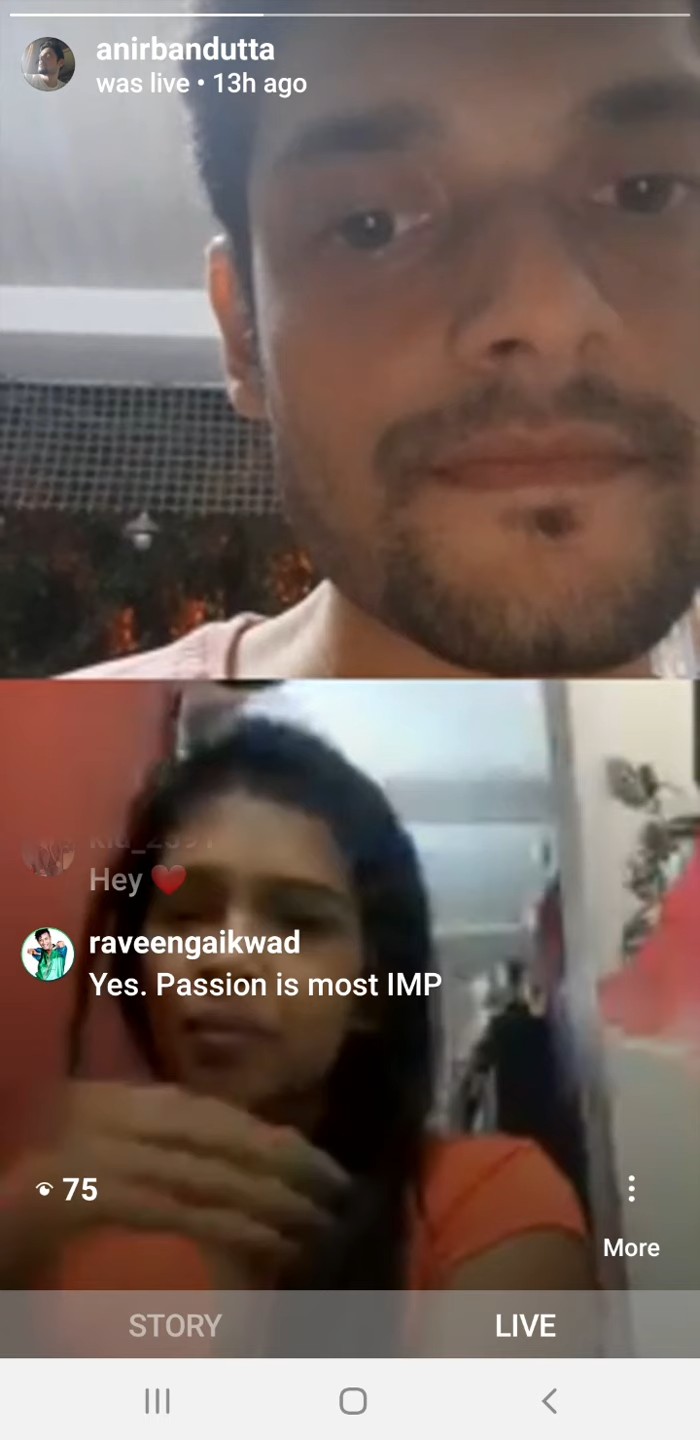 anirbandutta
was live • 13h ago
Hey ❤️
raveengaikwad
Yes. Passion is most IMP
75
More
STORY
LIVE